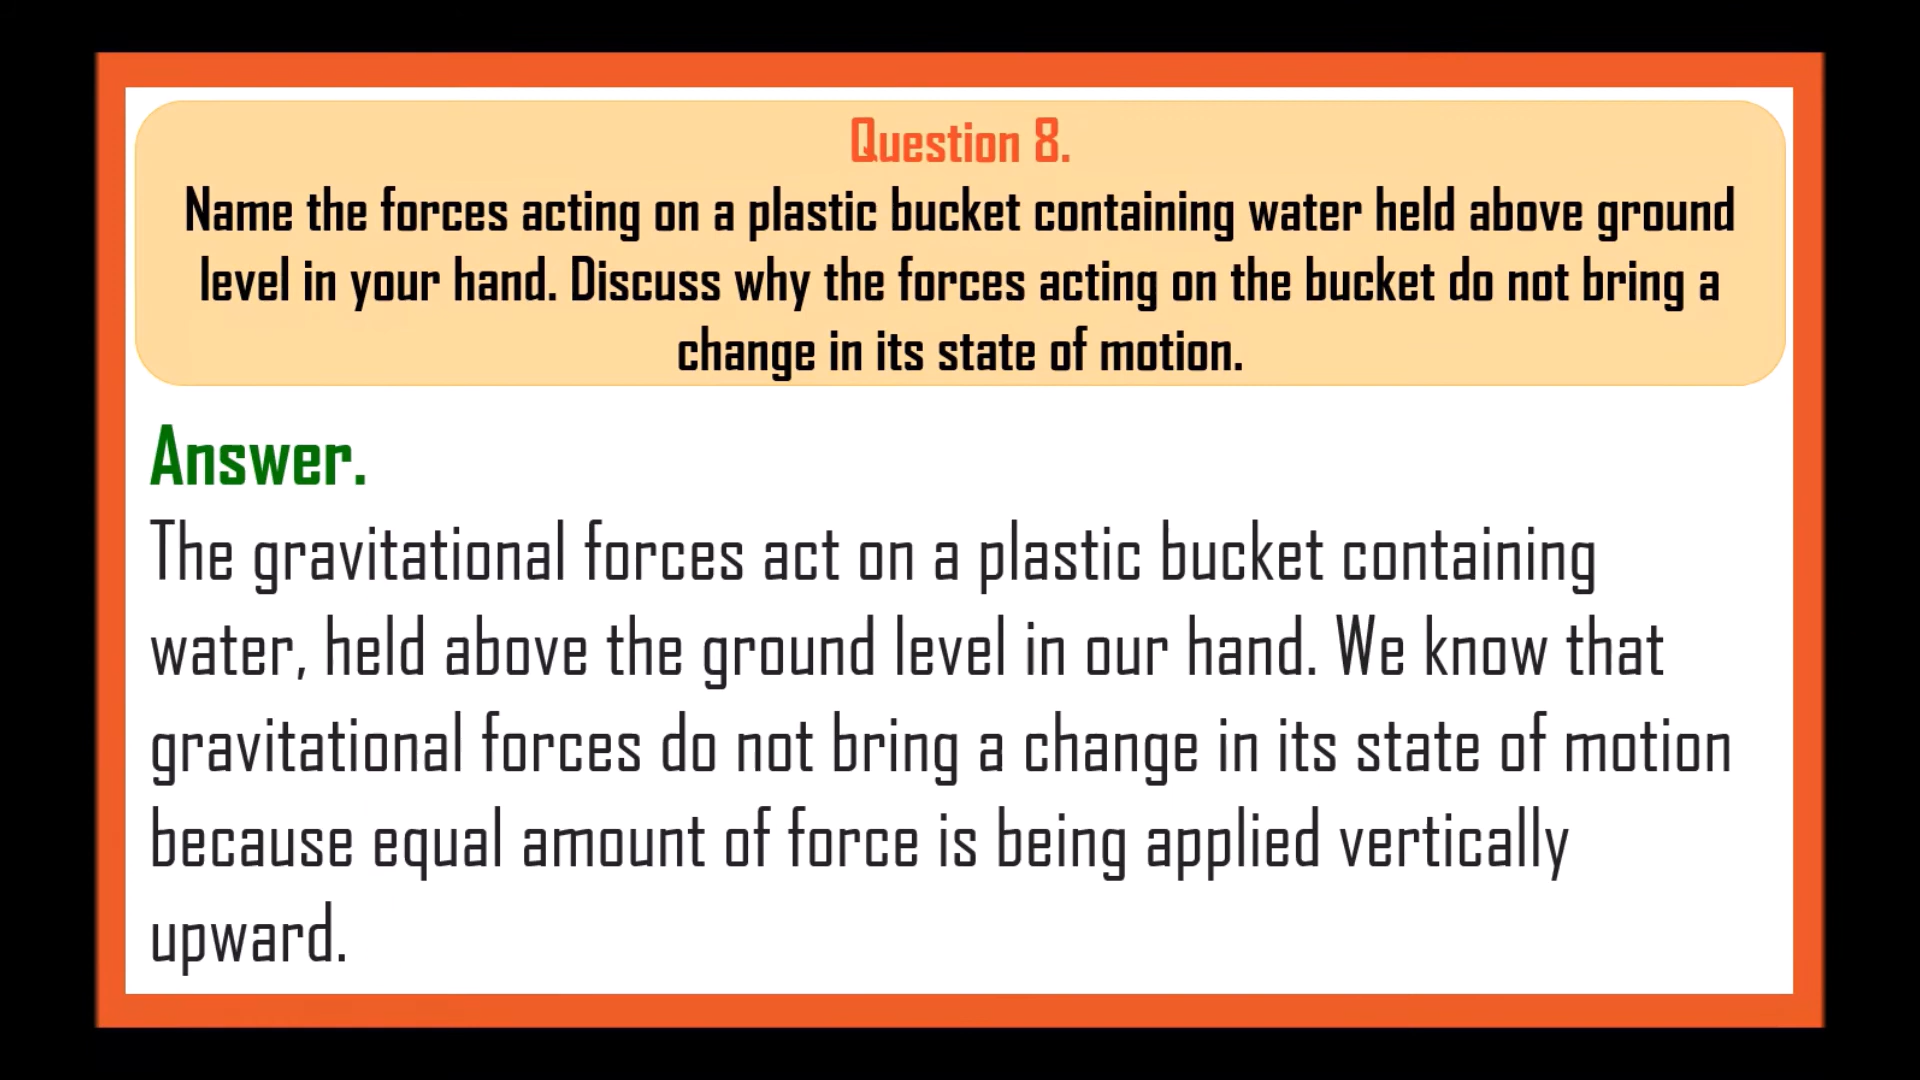 Question 8.
Name the forces acting on a plastic bucket containing water held above ground
level in your hand. Discuss why the forces acting on the bucket do not bring a
change in its state of motion.
Answer.
The gravitational forces act on a plastic bucket containing
water, held above the ground level in our hand. We know that
gravitational forces do not bring a change in its state of motion
because equal amount of force is being applied vertically
upward.